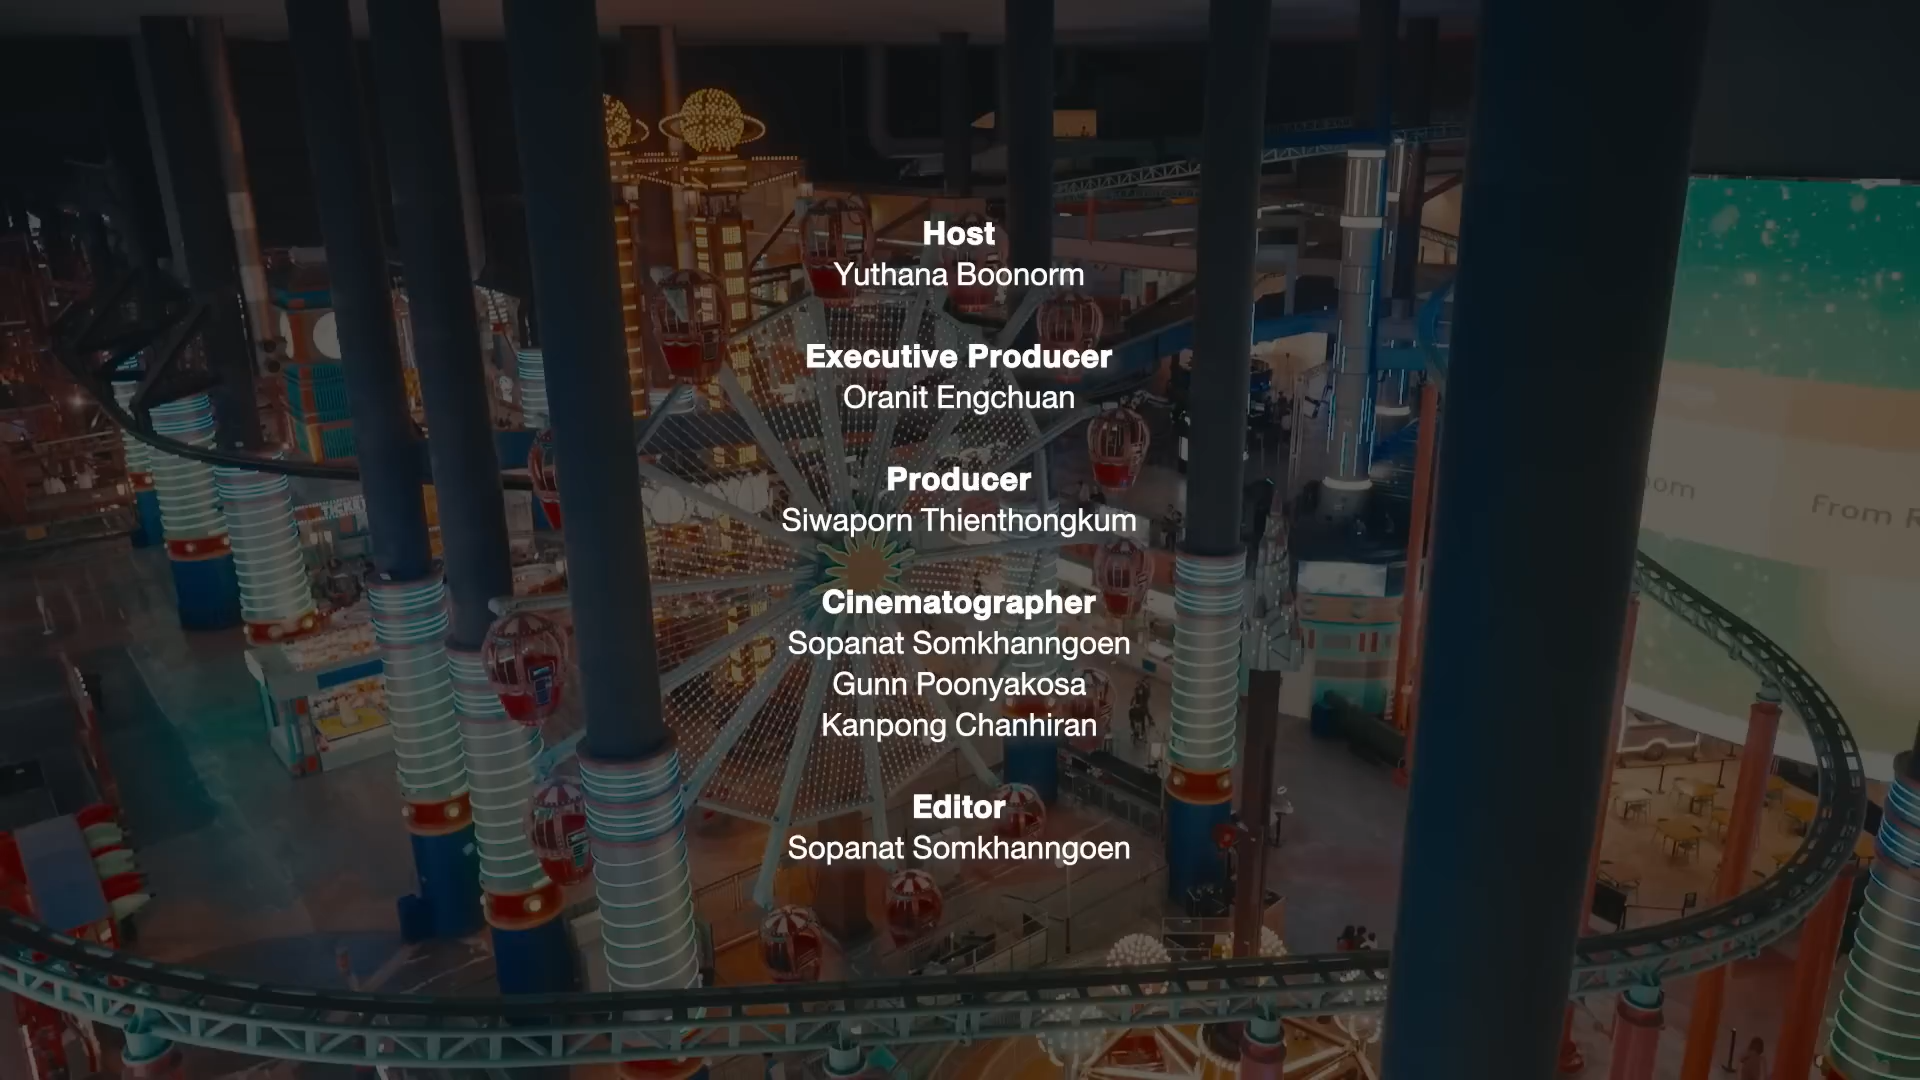 Host
Yuthana Boonorm
Executive Producer
Oranit Engchuan
Producer
Siwaporn Thienthongkum
Cinematographer
Sopanat Somkhanngoen
Gunn Poonyakosa
Kanpong Chanhiran
Editor
Sopanat Somkhanngoen
From